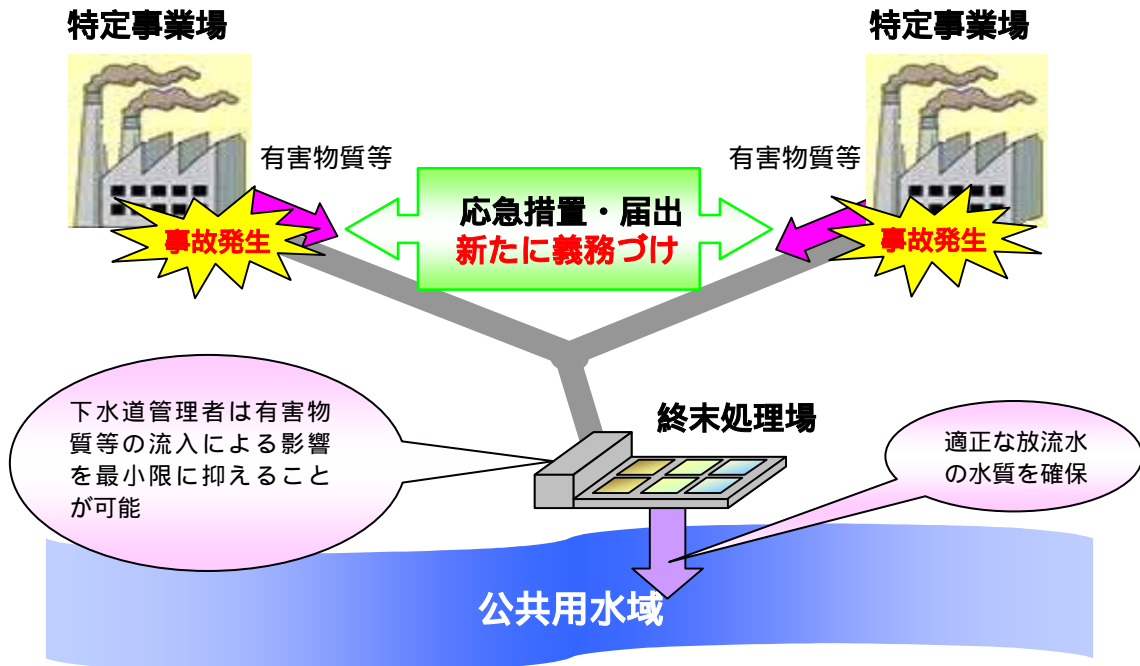 特定事業場
特定事業場
有害物質等
有害物質等
応急措置・届出
新たに義務づけ
事故発生
事故発生
下水道管理者は有害物
質等の流入による影響
を最小限に抑えること
が可能
終末処理場
適正な放流水
の水質を確保
公共用水域